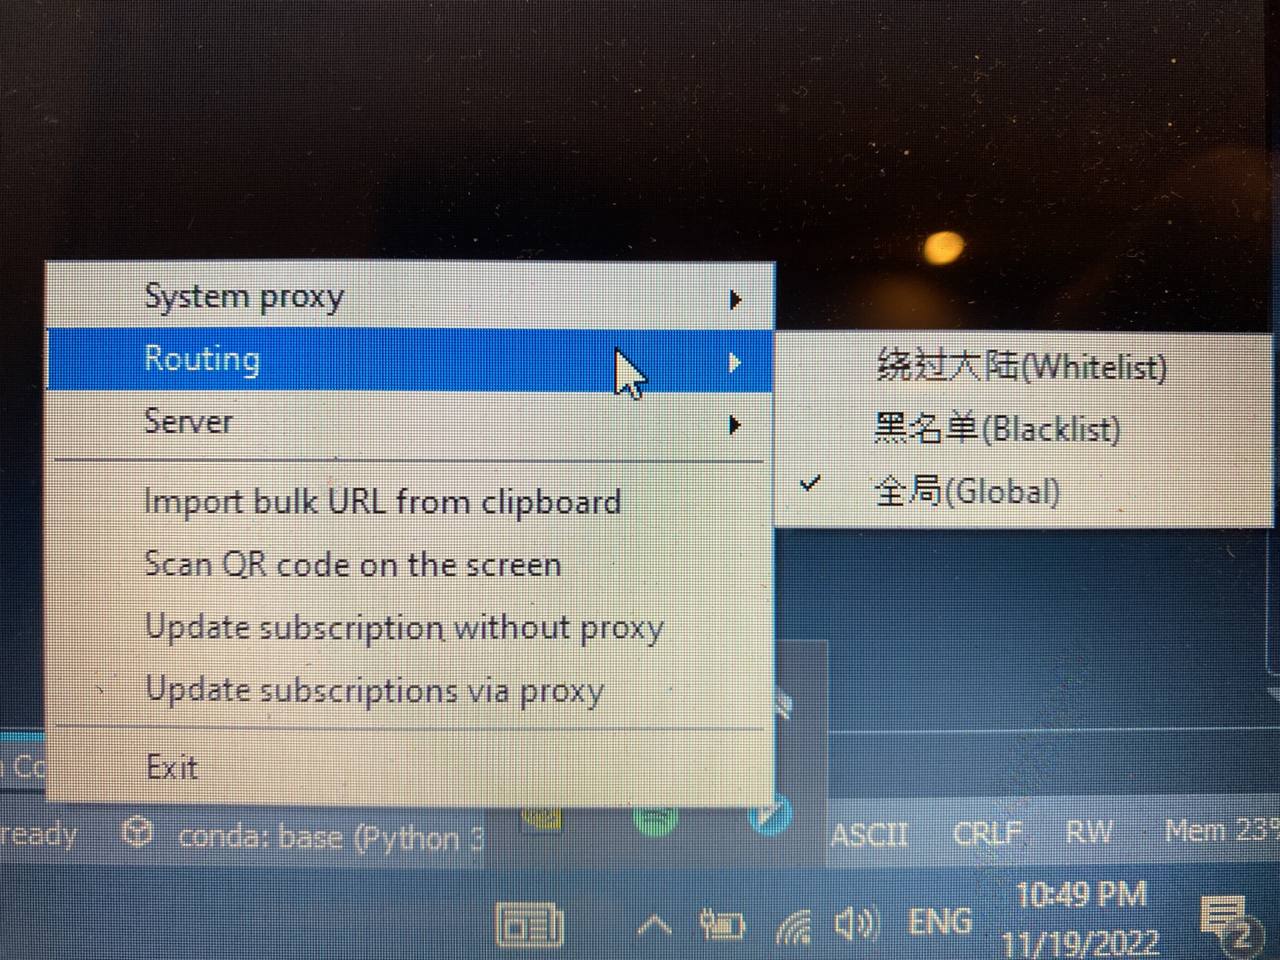 System proxy
Routing
Server
Import bulk URL from clipboard
Scan QR code on the screen
Update subscription without proxy
Update subscriptions via proxy
Exit
绕过大陆(Whitelist)
黑名单(Blacklist)
全局(Global)
ready conda: base (Python 3 ASCII CRLF RW Mem 23%
ENG
10:49 PM
11/19/2022
2